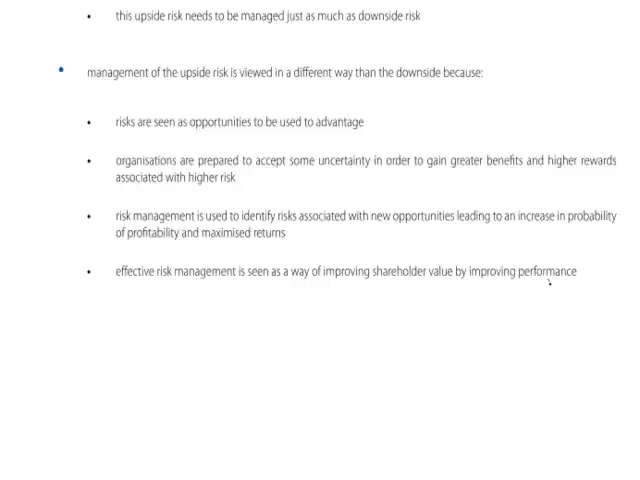 • this upside risk needs to be managed just as much as downside risk
• management of the upside risk is viewed in a different way than the downside because:
• risks are seen as opportunities to be used to advantage
• organisations are prepared to accept some uncertainty in order to gain greater benefits and higher rewards
associated with higher risk
• risk management is used to identify risks associated with new opportunities leading to an increase in probability
of profitability and maximised returns
• effective risk management is seen as a way of improving shareholder value by improving performance